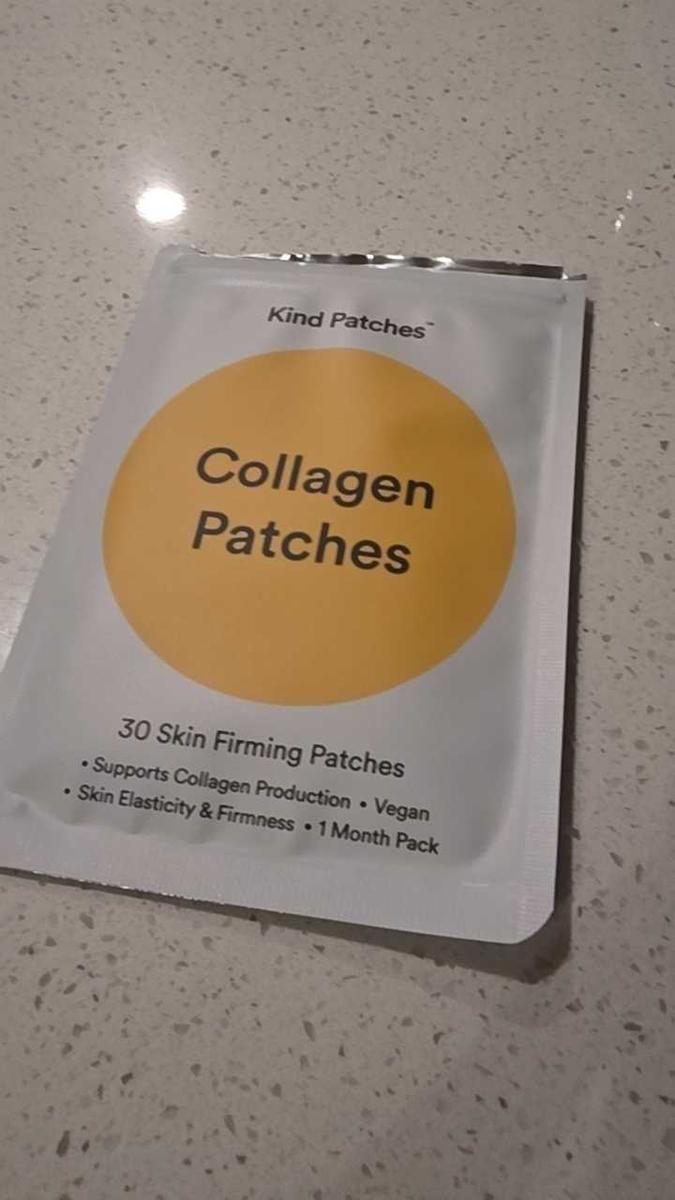 Kind Patches™
Collagen
Patches
30 Skin Firming Patches
• Supports Collagen Production • Vegan
• Skin Elasticity & Firmness • 1 Month Pack